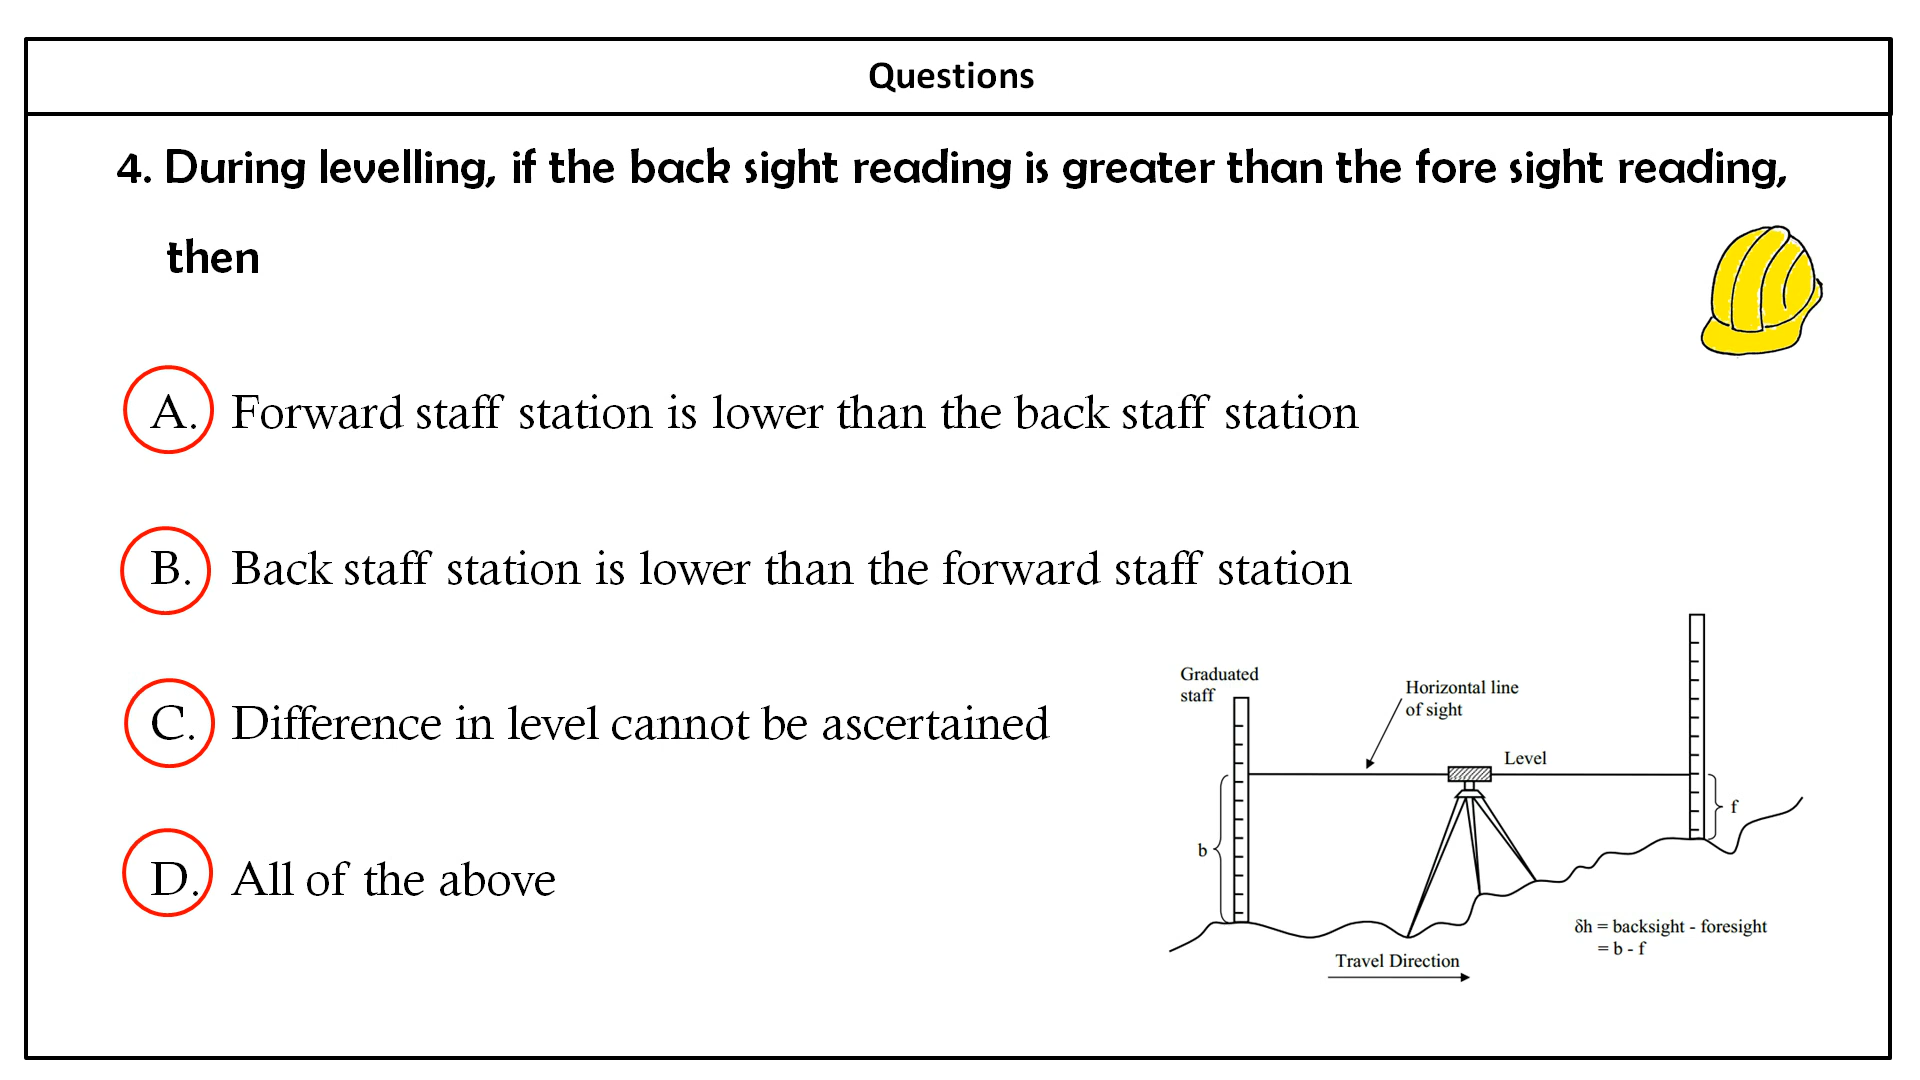 Questions
4. During levelling, if the back sight reading is greater than the fore sight reading,
then
A. Forward staff station is lower than the back staff station
B. Back staff station is lower than the forward staff station
C. Difference in level cannot be ascertained
D. All of the above
Graduated
staff
Horizontal line
of sight
Level
b
f
δh = backsight - foresight
= b - f
Travel Direction